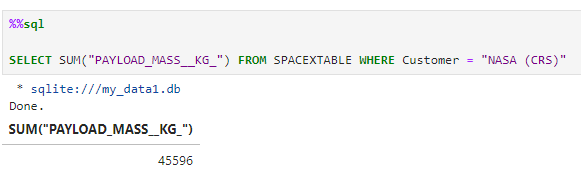 %%sql
SELECT SUM("PAYLOAD_MASS__KG_") FROM SPACEXTABLE WHERE Customer = "NASA (CRS)"
* sqlite:///my_data1.db
Done.
SUM("PAYLOAD_MASS__KG_")
45596